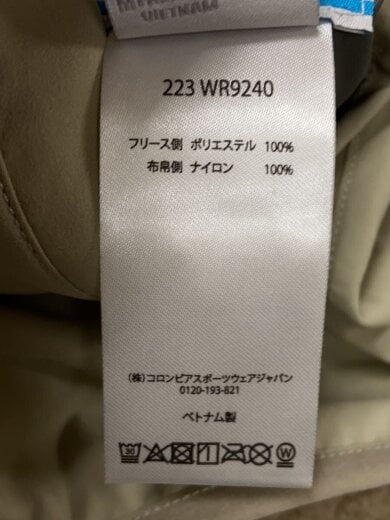 VIETNAM
223 WR9240
フリース側 ポリエステル 100%
布帛側 ナイロン 100%
(株)コロンビアスポーツウェアジャパン
0120-193-821
ベトナム製
30
W